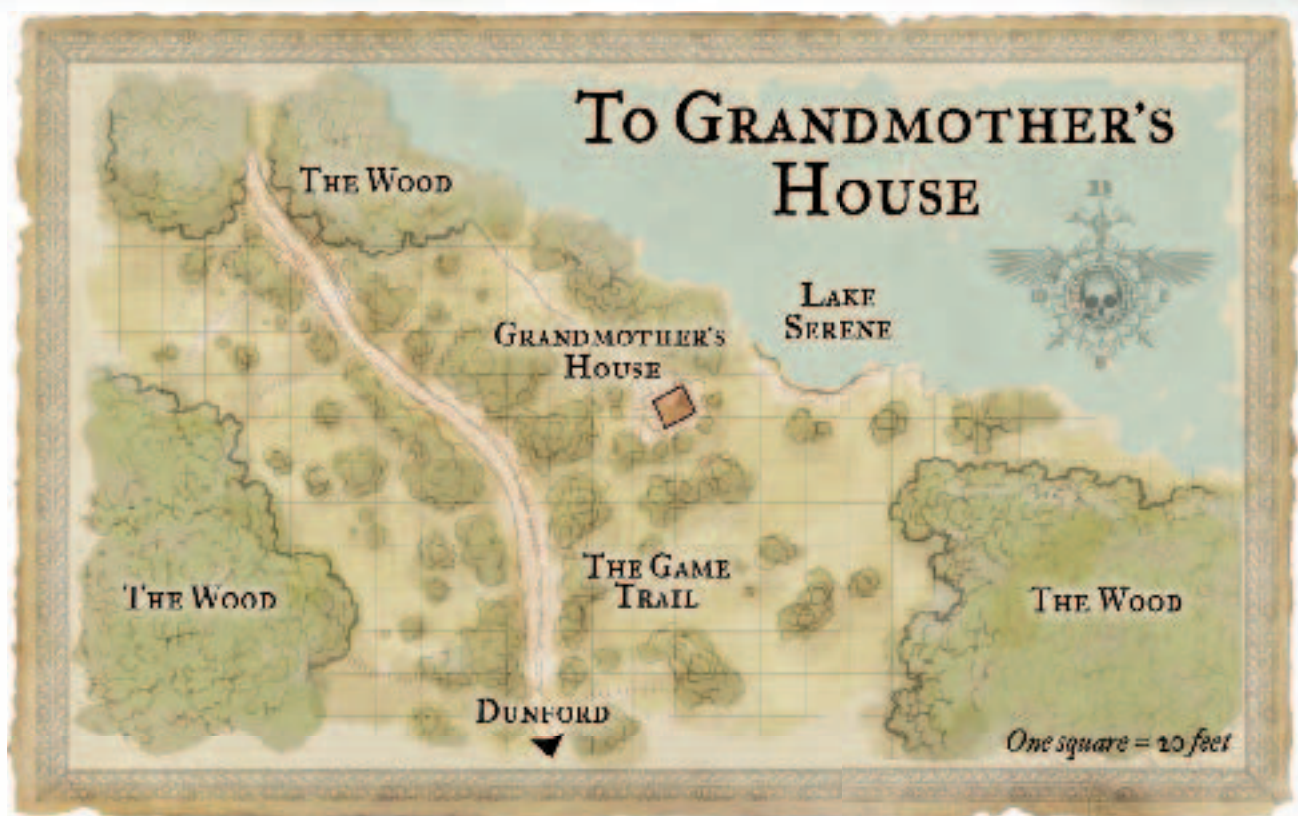 To Grandmother's
House
The Wood
Lake
Serene
Grandmother's
House
The Game
Trail
The Wood
The Wood
Dunford
One square = 20 feet